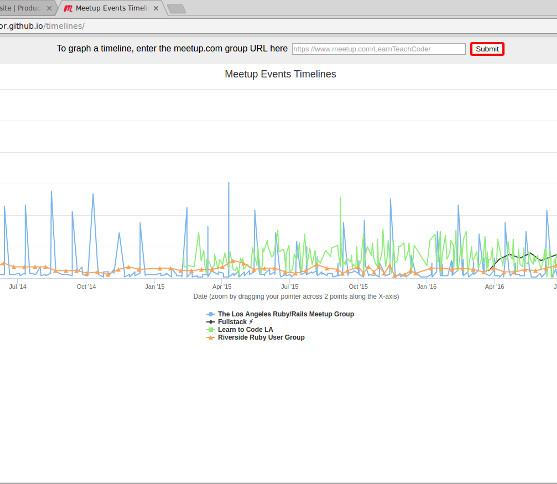 site | Produc
Meetup Events Timeli
or.github.io/timelines/
To graph a timeline, enter the meetup.com group URL here https://www.meetup.com/LearnTeachCode/ Submit
Meetup Events Timelines
Jul '14 Oct '14 Jan '15 Apr '15 Jul '15 Oct '15 Jan '16 Apr '16 J
Date (zoom by dragging your pointer across 2 points along the X-axis)
The Los Angeles Ruby/Rails Meetup Group
Fullstack ⚡
Learn to Code LA
Riverside Ruby User Group